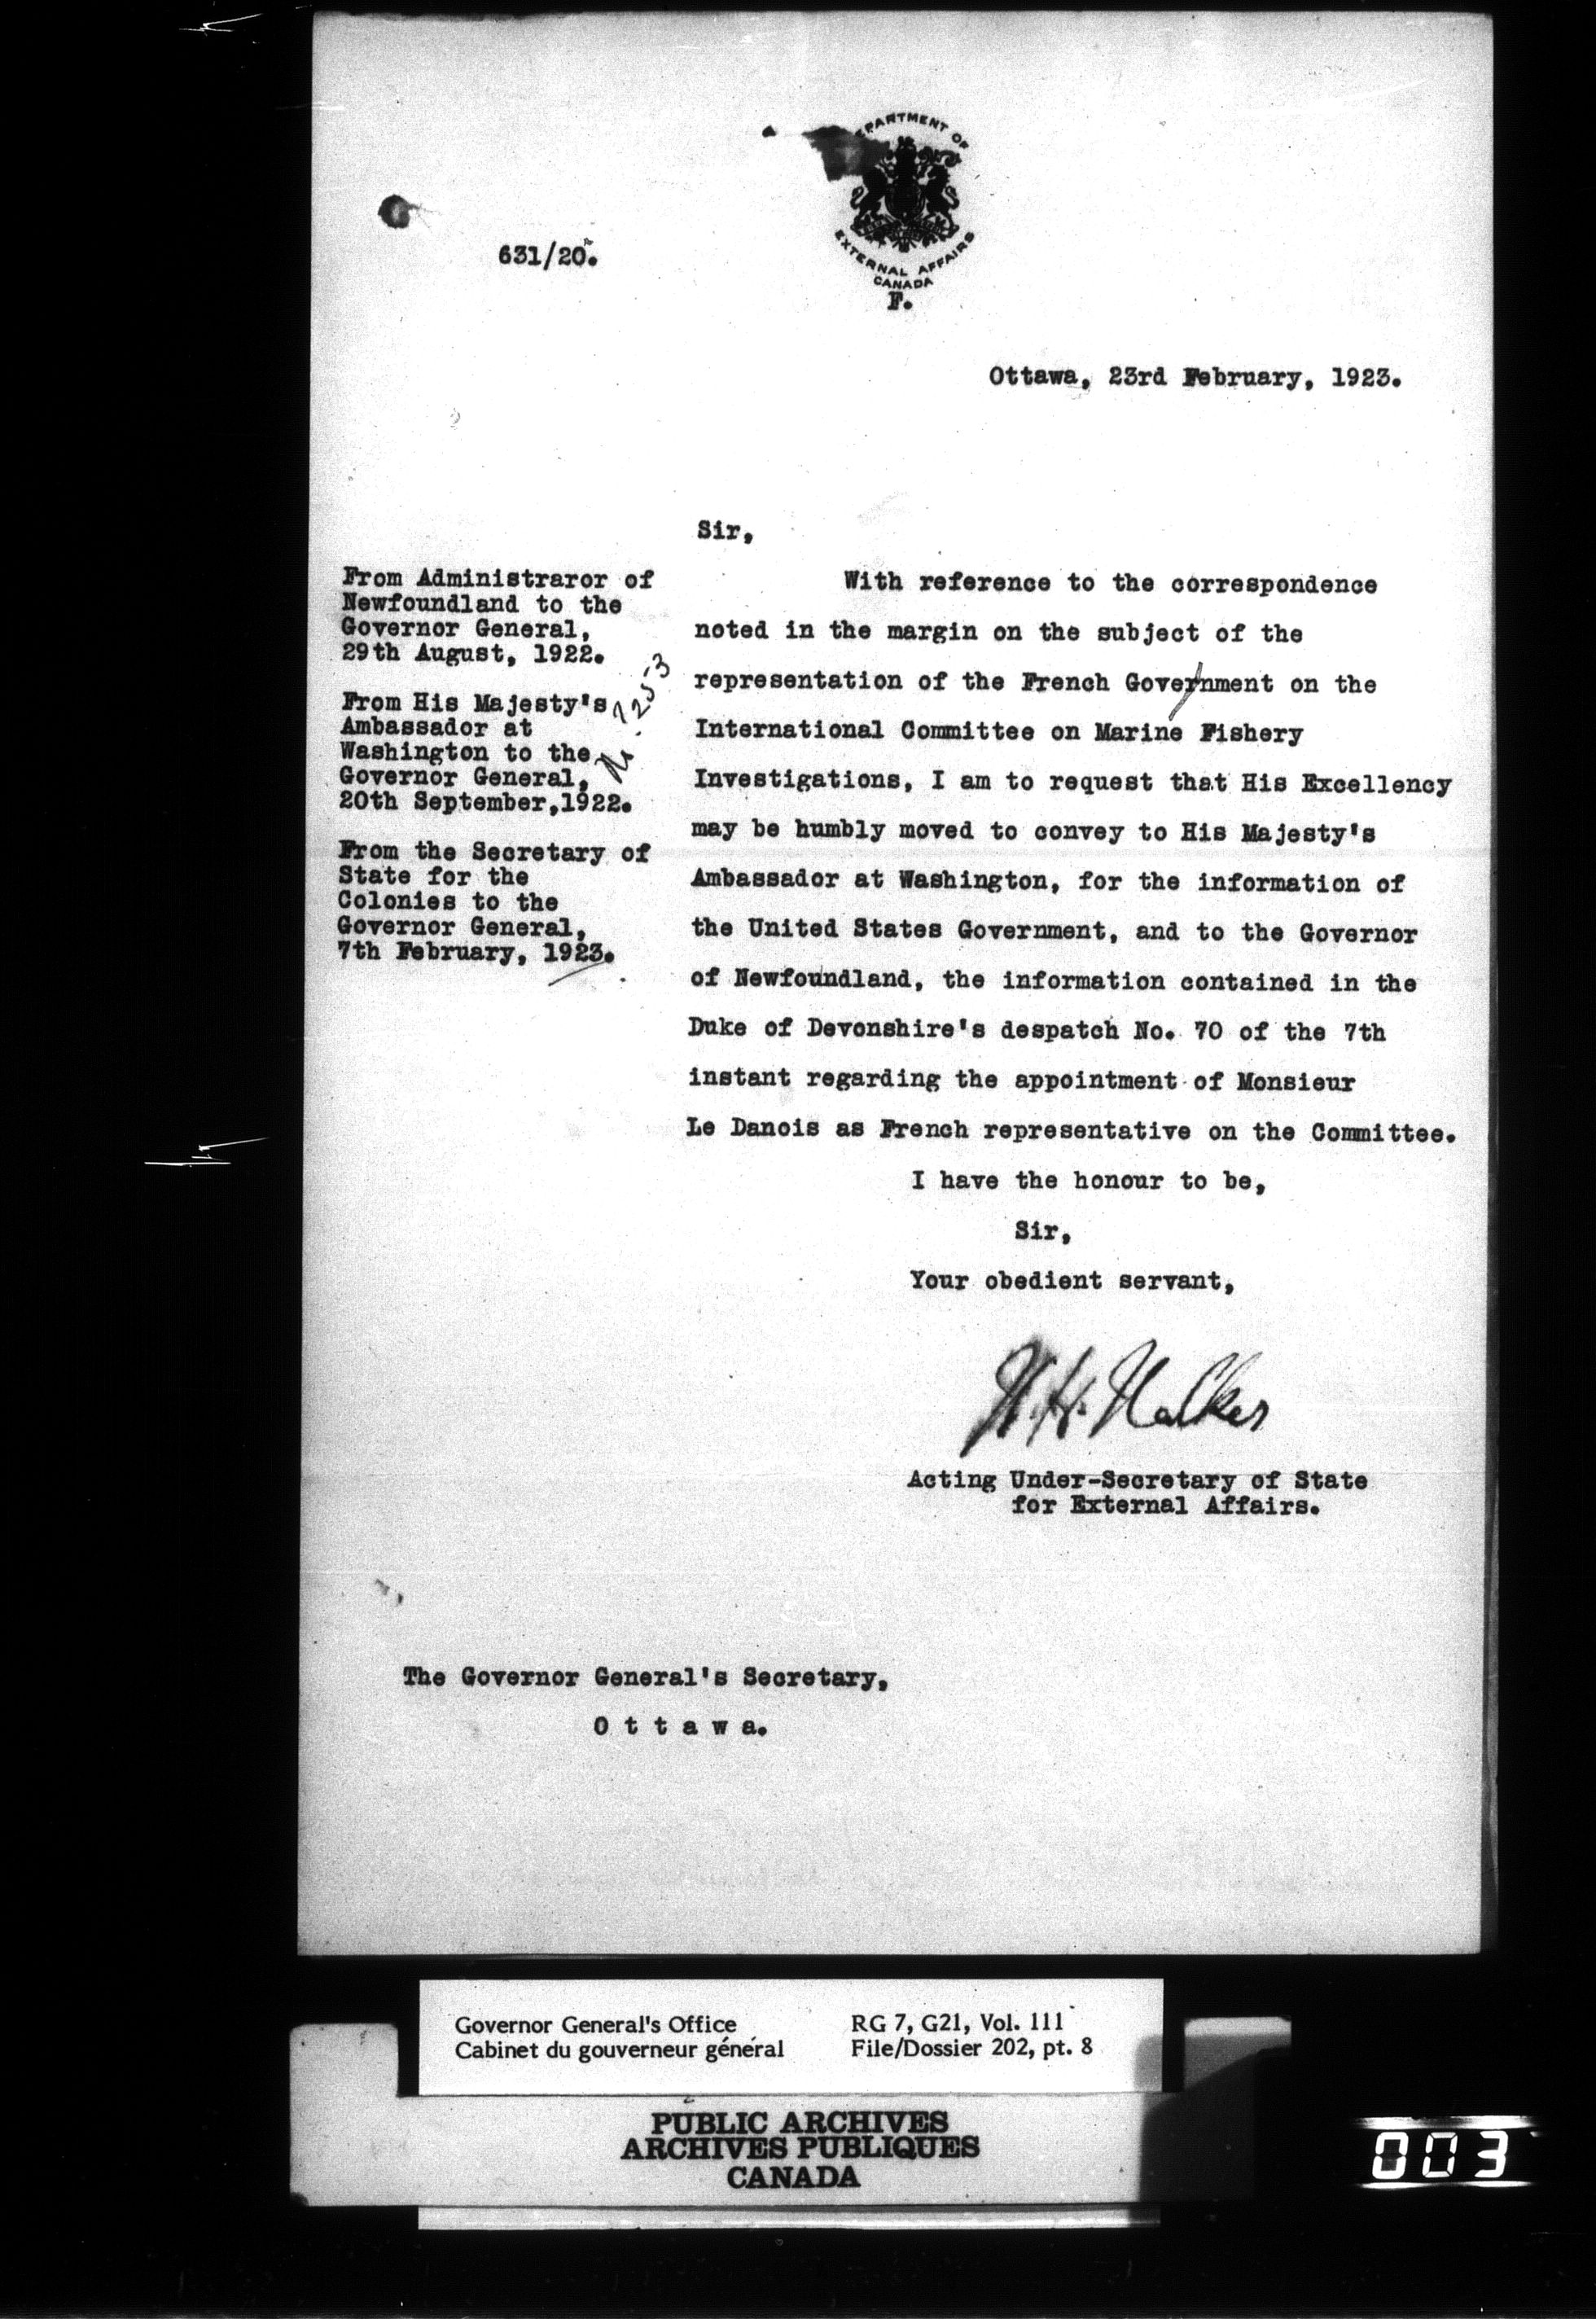 DEPARTMENT OF
EXTERNAL AFFAIRS
CANADA
F.
631/20.
Ottawa, 23rd February, 1923.
Sir,
From Administraror of
Newfoundland to the
Governor General,
29th August, 1922.
From His Majesty's
Ambassador at
Washington to the
Governor General,
20th September,1922.
From the Secretary of
State for the
Colonies to the
Governor General,
7th February, 1923.
With reference to the correspondence
noted in the margin on the subject of the
representation of the French Government on the
International Committee on Marine Fishery
Investigations, I am to request that His Excellency
may be humbly moved to convey to His Majesty's
Ambassador at Washington, for the information of
the United States Government, and to the Governor
of Newfoundland, the information contained in the
Duke of Devonshire's despatch No. 70 of the 7th
instant regarding the appointment of Monsieur
Le Danois as French representative on the Committee.
I have the honour to be,
Sir,
Your obedient servant,
W.H. Walker
Acting Under-Secretary of State
for External Affairs.
The Governor General's Secretary,
O t t a w a.
Governor General's Office
Cabinet du gouverneur général
RG 7, G21, Vol. 111
File/Dossier 202, pt. 8
PUBLIC ARCHIVES
ARCHIVES PUBLIQUES
CANADA
003